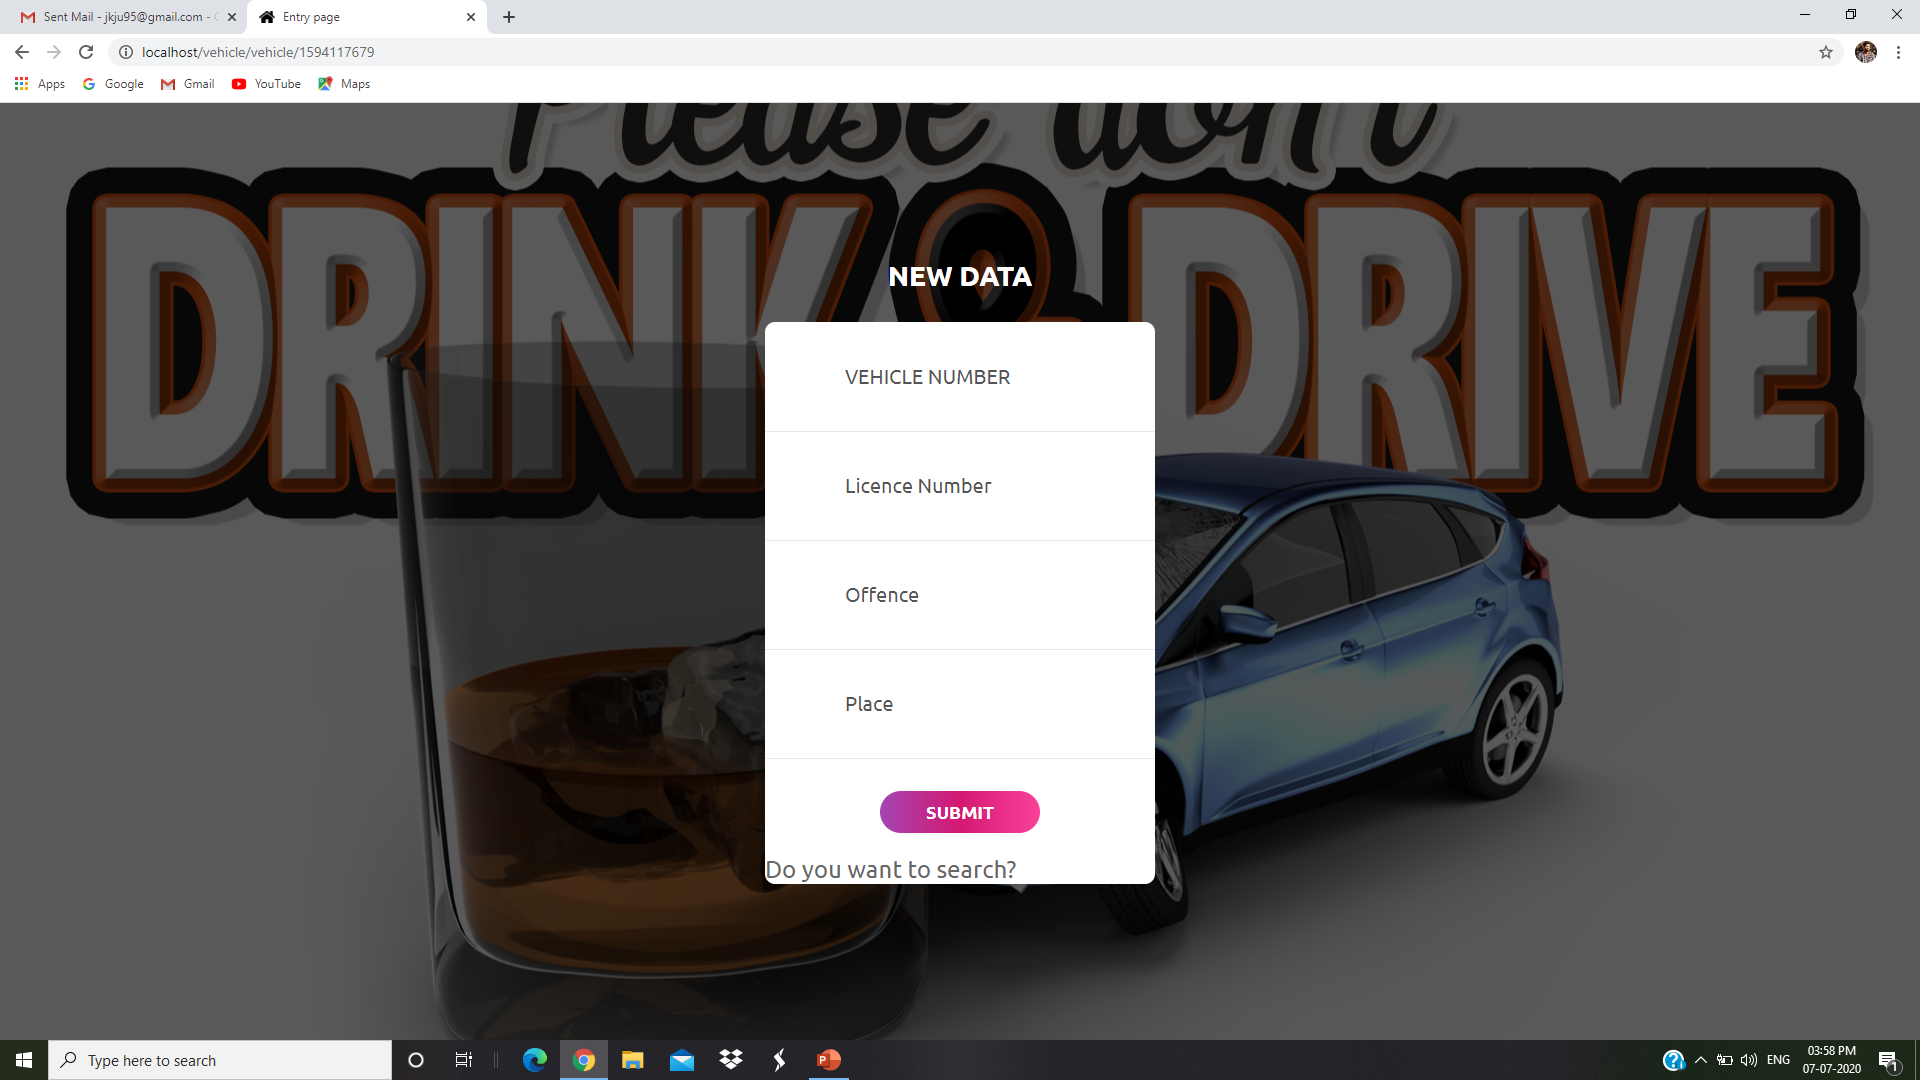 Sent Mail - jkju95@gmail.com -
Entry page
localhost/vehicle/vehicle/1594117679
Apps
Google
Gmail
YouTube
Maps
Please don't
DRINK & DRIVE
NEW DATA
VEHICLE NUMBER
Licence Number
Offence
Place
SUBMIT
Do you want to search?
Type here to search
ENG
03:58 PM
07-07-2020
1